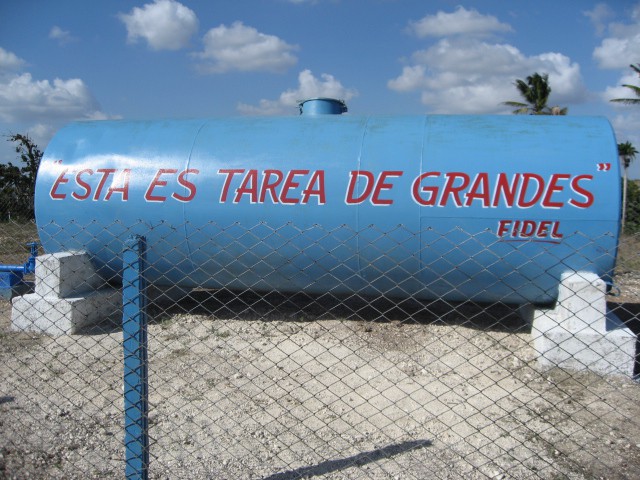 "ESTA ES TAREA DE GRANDES"
FIDEL